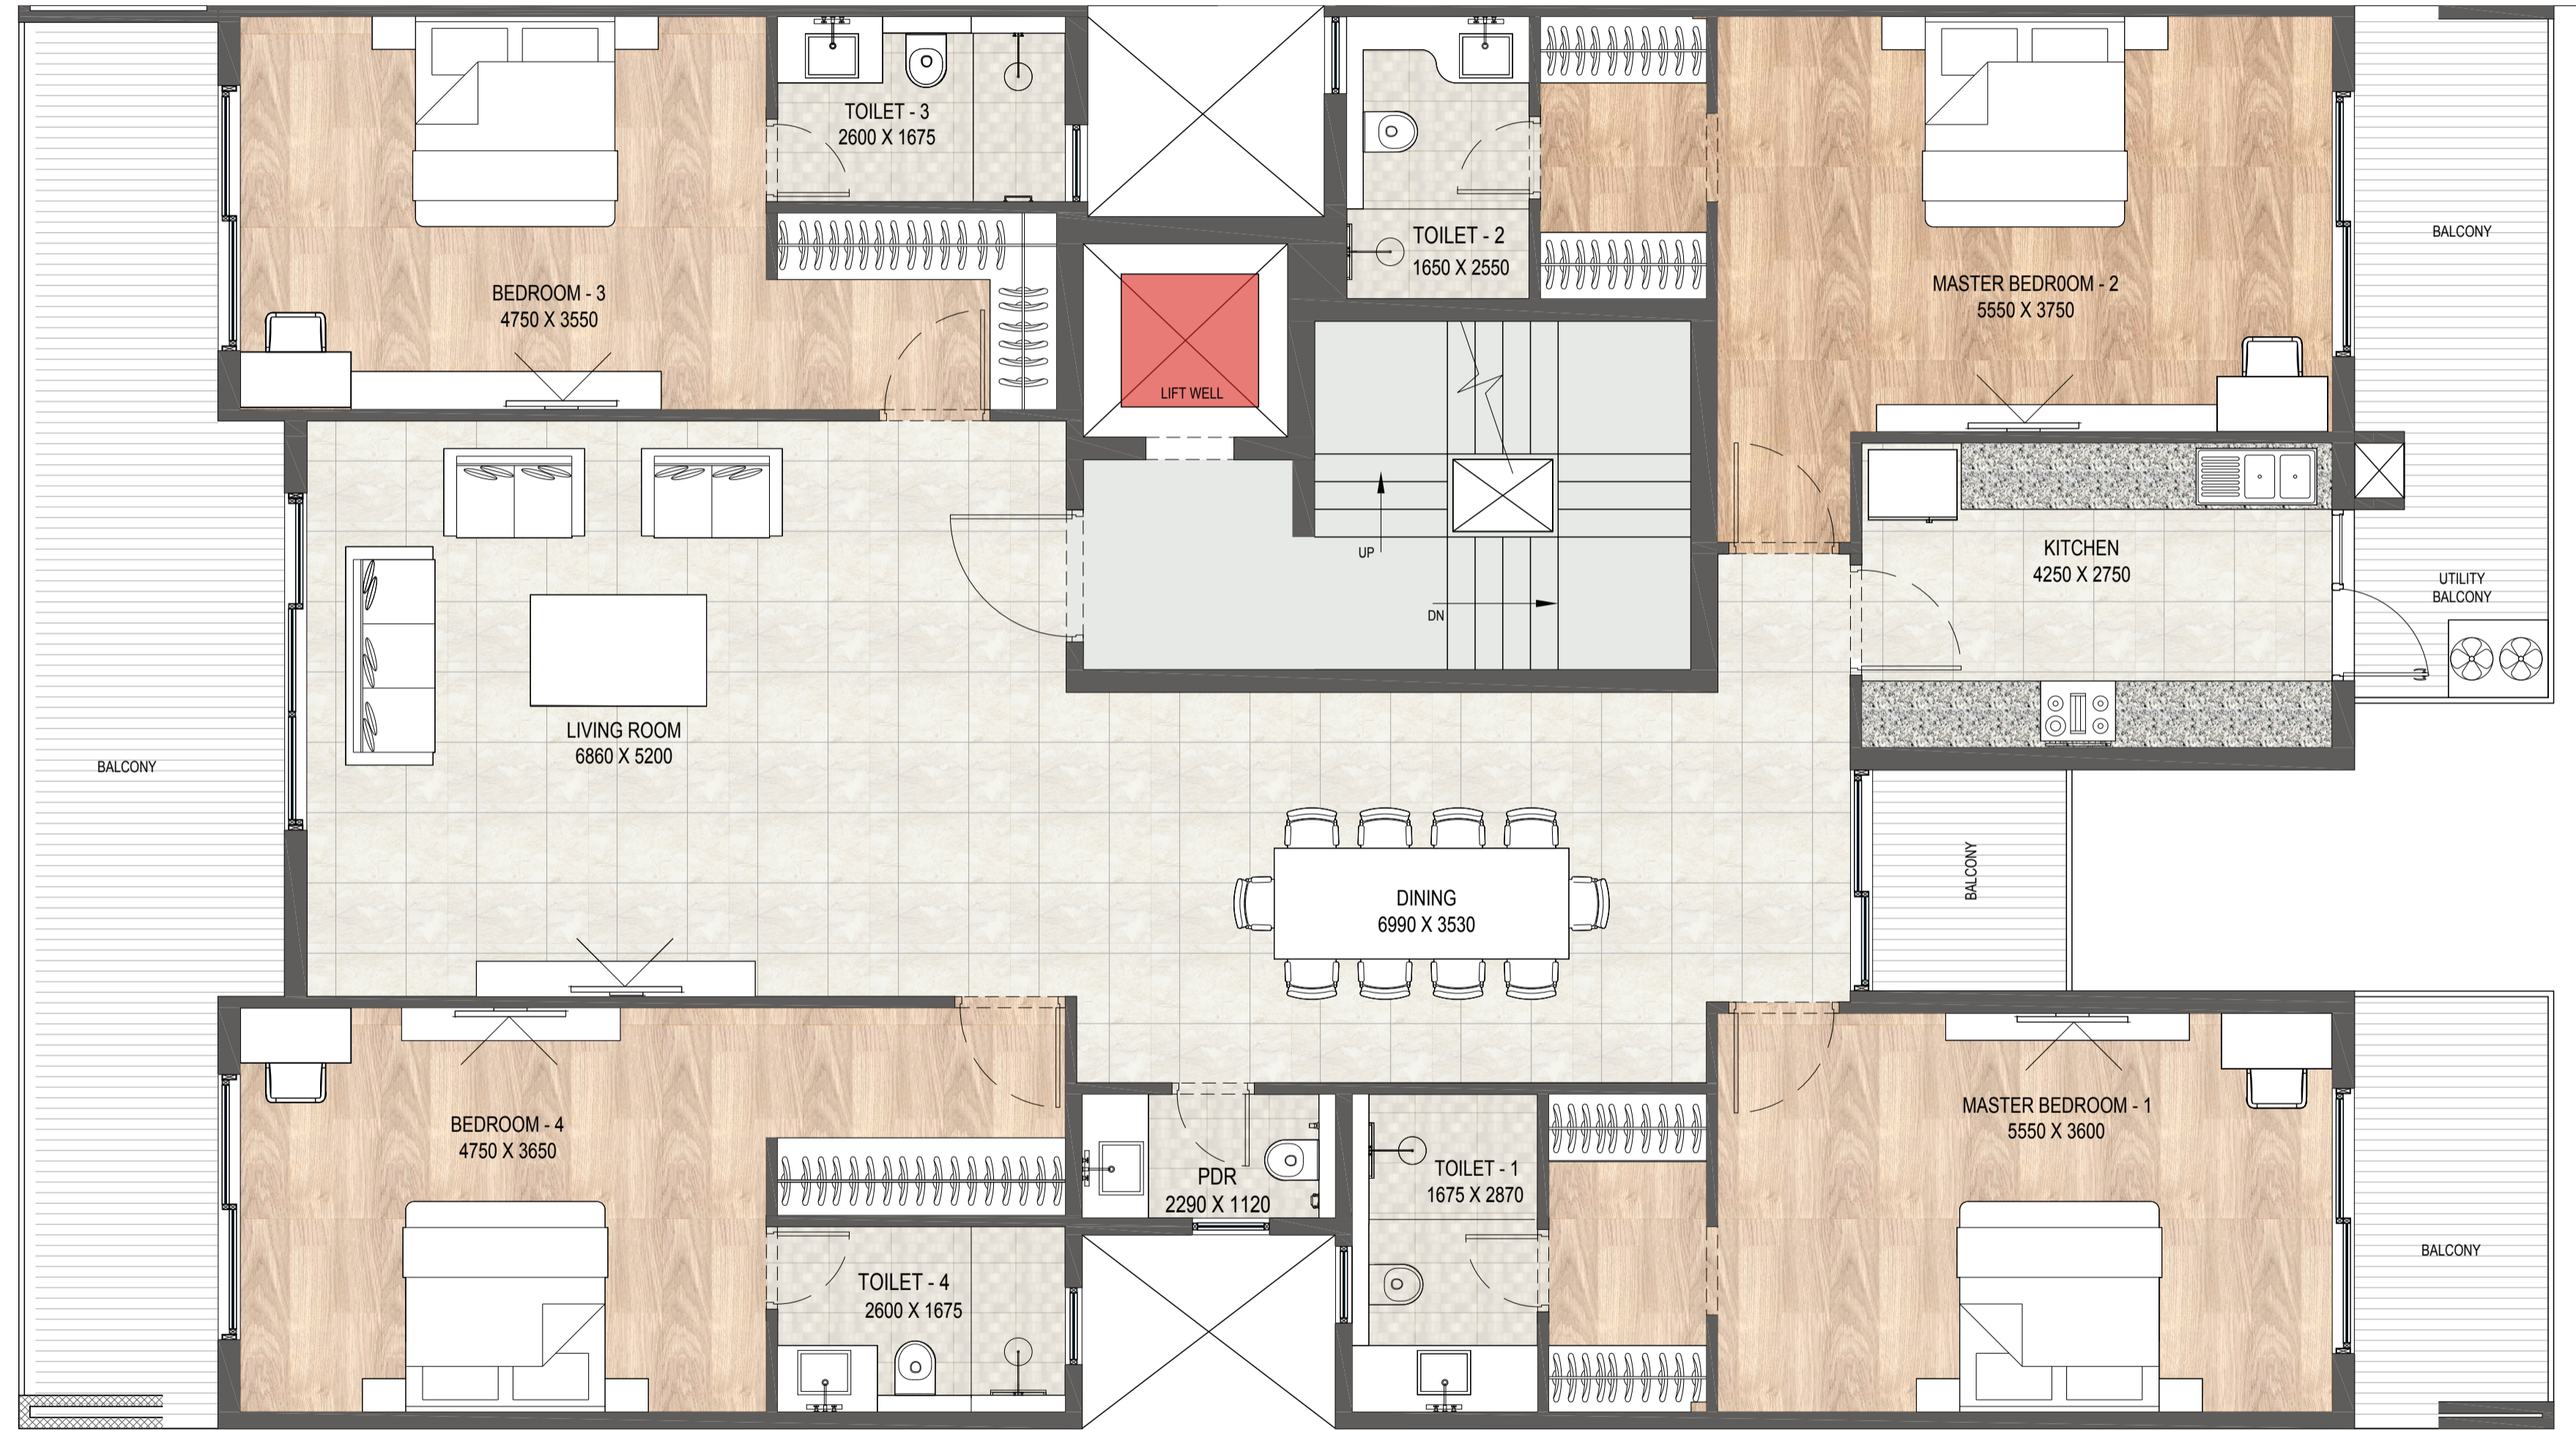 TOILET - 3
2600 X 1675
BEDROOM - 3
4750 X 3550
LIFT WELL
TOILET - 2
1650 X 2550
MASTER BEDR0OM - 2
5550 X 3750
BALCONY
UP
DN
KITCHEN
4250 X 2750
UTILITY
BALCONY
BALCONY
LIVING ROOM
6860 X 5200
DINING
6990 X 3530
BALCONY
BEDROOM - 4
4750 X 3650
PDR
2290 X 1120
TOILET - 1
1675 X 2870
MASTER BEDROOM - 1
5550 X 3600
TOILET - 4
2600 X 1675
BALCONY